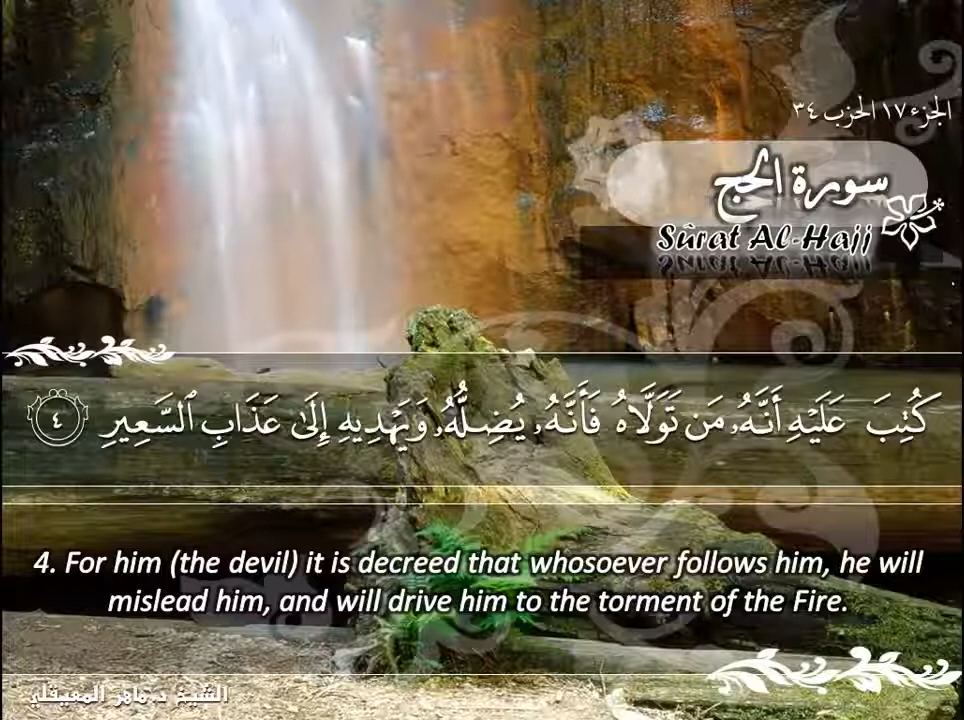 الجزء ١٧ الحزب ٣٤
سورة الحج
Sûrat Al-Hajj
كُتِبَ عَلَيْهِ أَنَّهُۥ مَن تَوَلَّاهُ فَأَنَّهُۥ يُضِلُّهُۥ وَيَهْدِيهِ إِلَىٰ عَذَابِ ٱلسَّعِيرِ ٤
4. For him (the devil) it is decreed that whosoever follows him, he will
mislead him, and will drive him to the torment of the Fire.
الشيخ د.ماهر المعيقلي